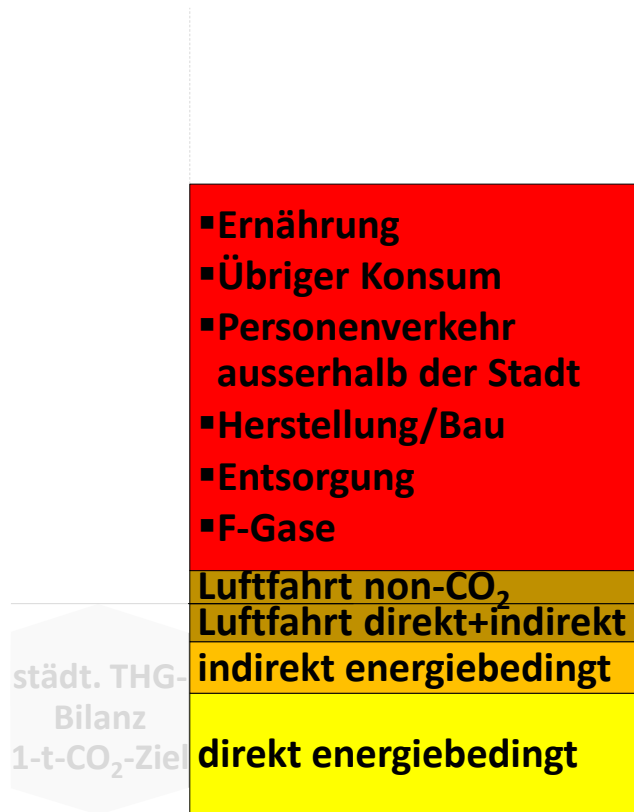 ▪Ernährung
▪Übriger Konsum
▪Personenverkehr
ausserhalb der Stadt
▪Herstellung/Bau
▪Entsorgung
▪F-Gase
Luftfahrt non-CO₂
Luftfahrt direkt+indirekt
indirekt energiebedingt
direkt energiebedingt
städt. THG-
Bilanz
1-t-CO₂-Ziel